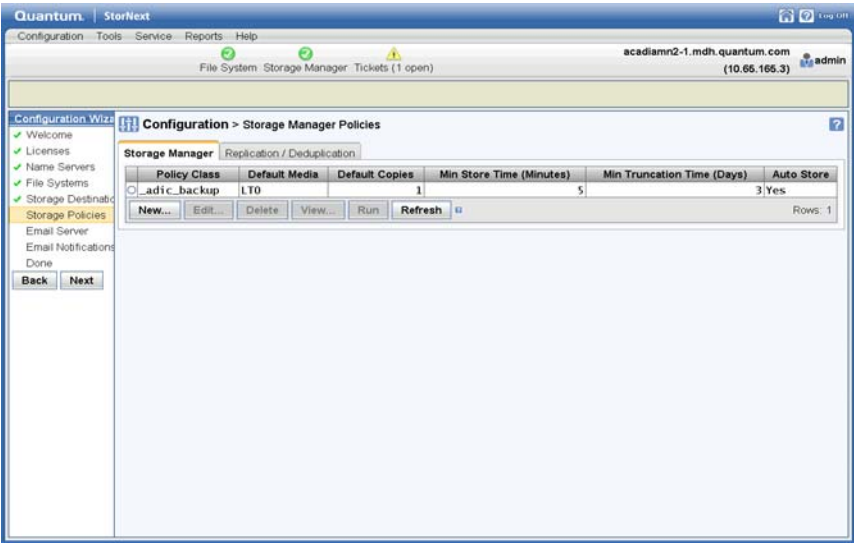 Quantum. StorNext Log Off
Configuration Tools Service Reports Help
File System Storage Manager Tickets (1 open)
acadiamn2-1.mdh.quantum.com
(10.65.165.3)
admin
Configuration Wiza
Welcome
Licenses
Name Servers
File Systems
Storage Destinatio
Storage Policies
Email Server
Email Notifications
Done
Back Next
Configuration > Storage Manager Policies
Storage Manager Replication / Deduplication
Policy Class Default Media Default Copies Min Store Time (Minutes) Min Truncation Time (Days) Auto Store
_adic_backup LTO 1 5 3 Yes
New... Edit... Delete View... Run Refresh Rows: 1